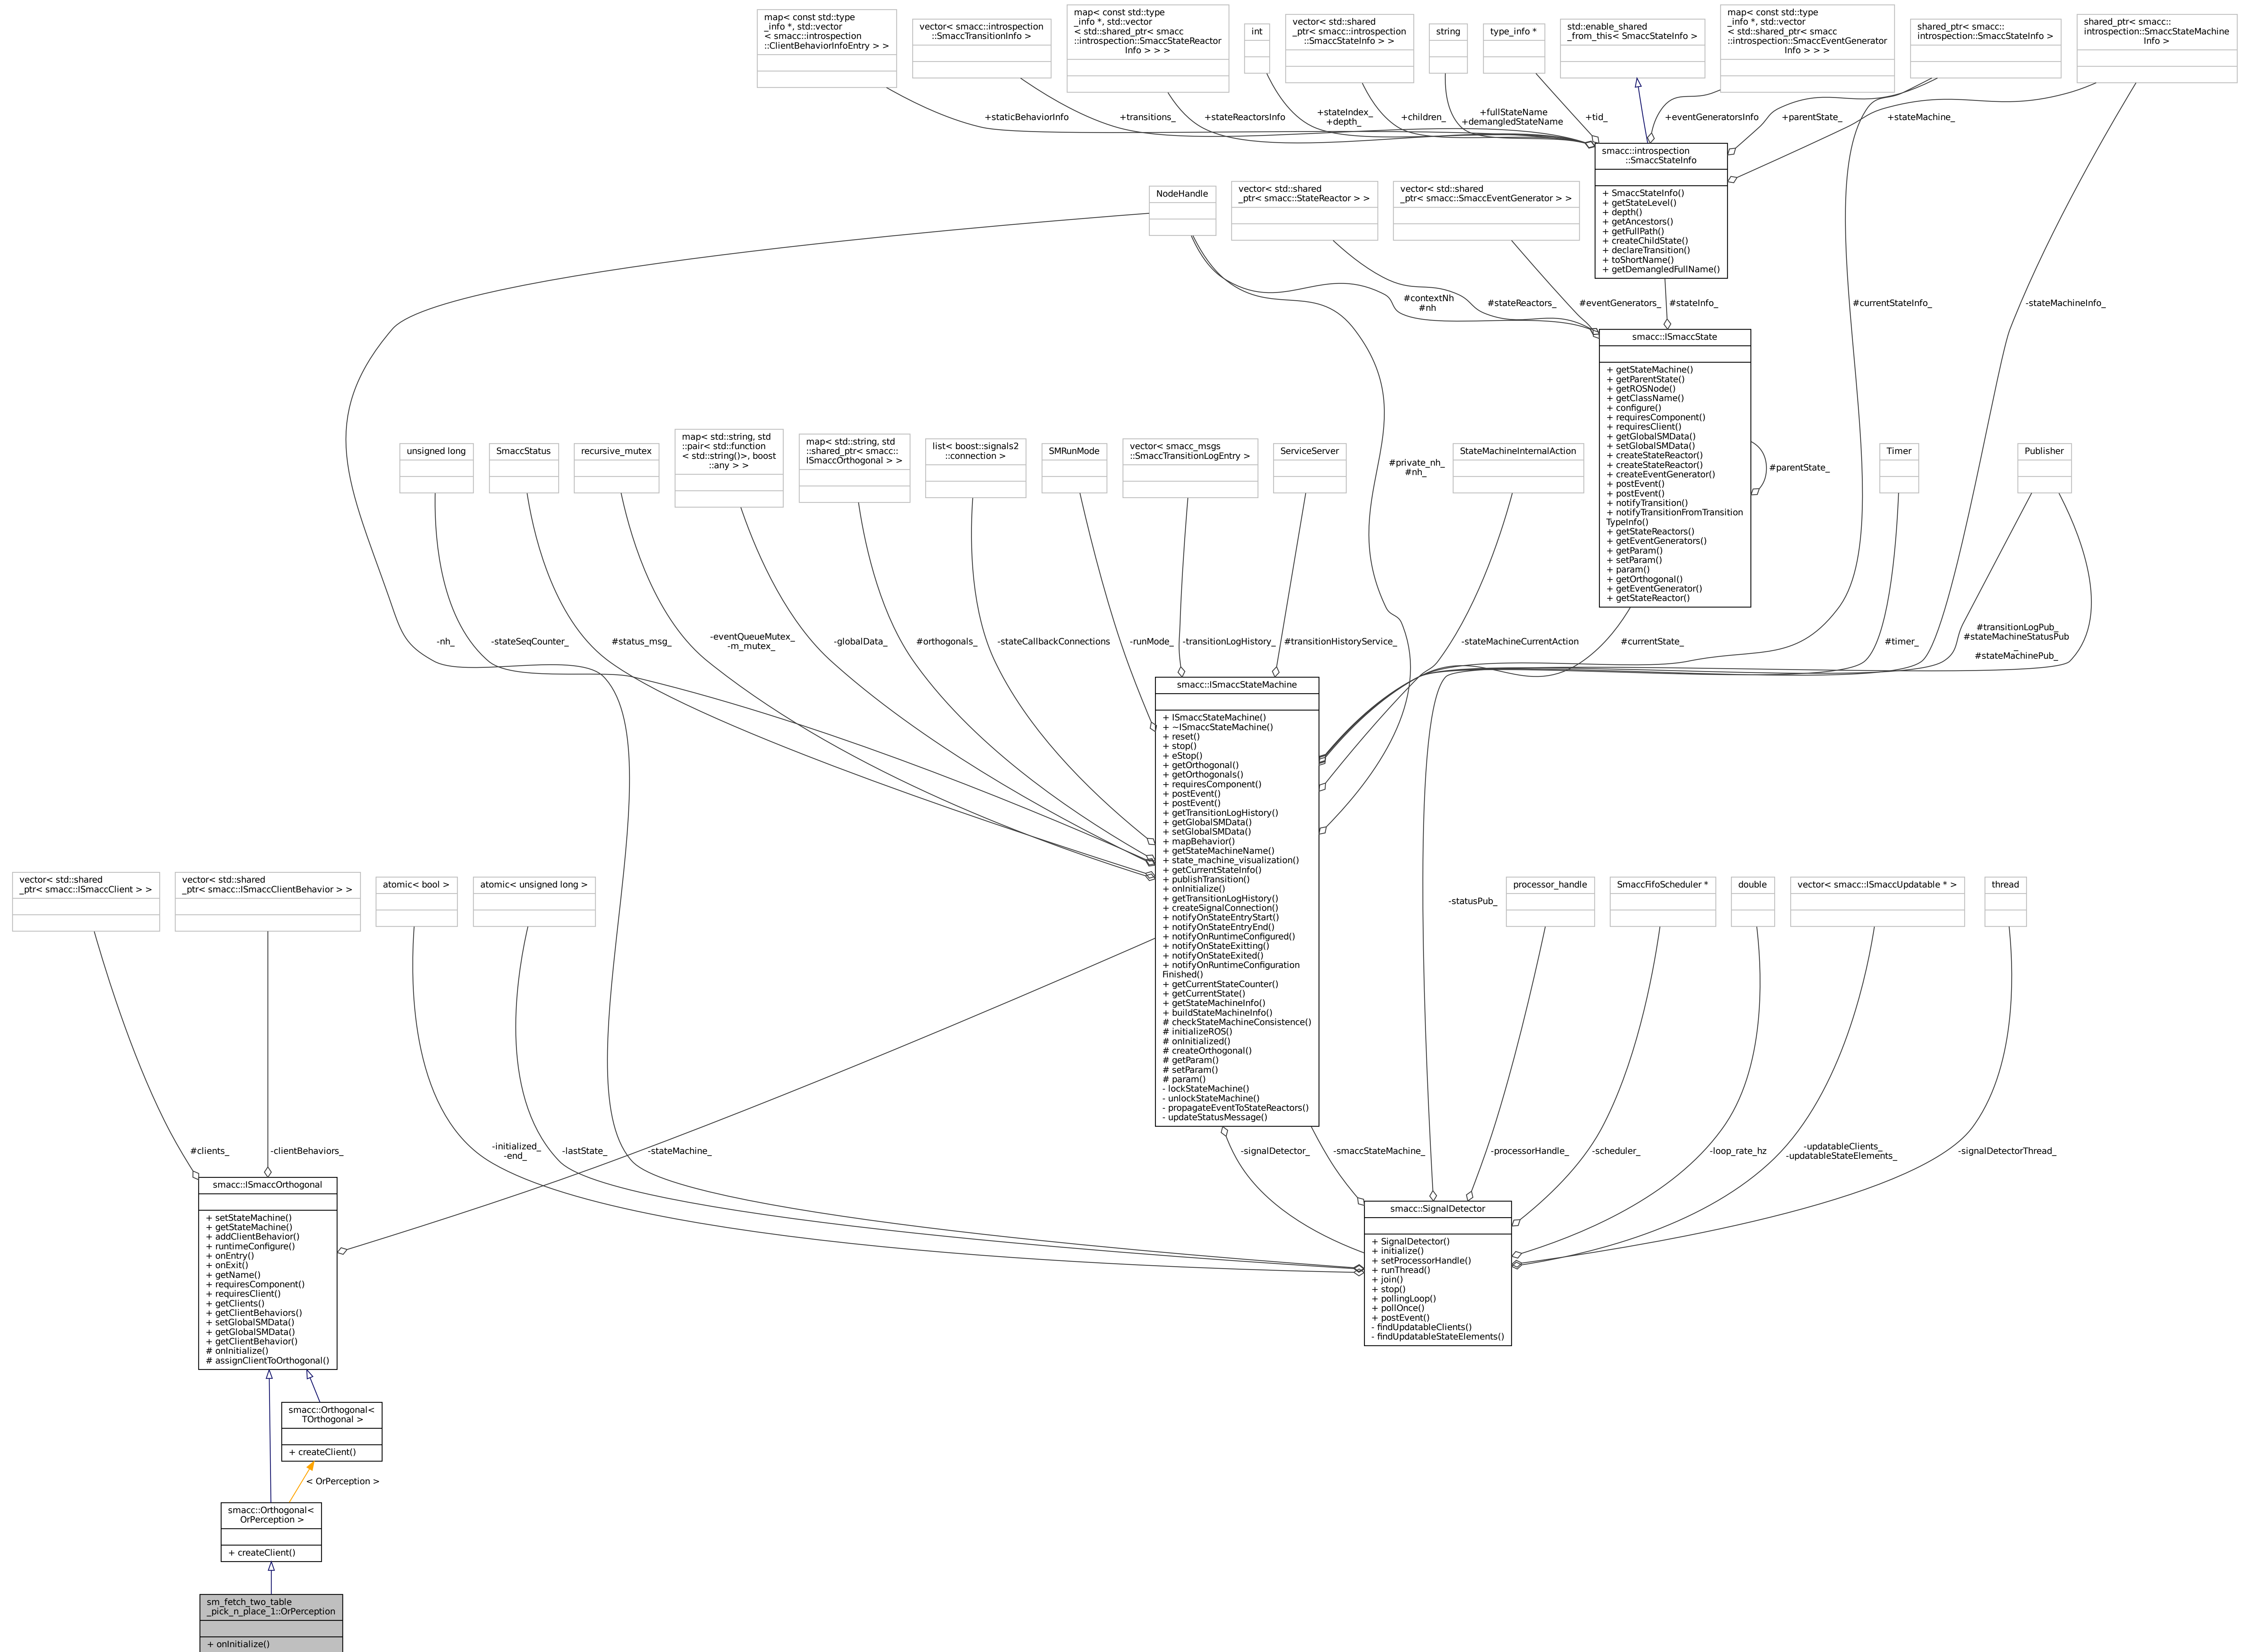 map< const std::type
_info *, std::vector
< smacc::introspection
::ClientBehaviorInfoEntry > >
vector< smacc::introspection
::SmaccTransitionInfo >
map< const std::type
_info *, std::vector
< std::shared_ptr< smacc
::introspection::SmaccStateReactor
Info > > >
int
vector< std::shared
_ptr< smacc::introspection
::SmaccStateInfo > >
string
type_info *
std::enable_shared
_from_this< SmaccStateInfo >
map< const std::type
_info *, std::vector
< std::shared_ptr< smacc
::introspection::SmaccEventGenerator
Info > > >
shared_ptr< smacc::
introspection::SmaccStateInfo >
shared_ptr< smacc::
introspection::SmaccStateMachine
Info >
+staticBehaviorInfo
+transitions_
+stateReactorsInfo
+stateIndex_
+depth_
+children_
+fullStateName
+demangledStateName
+tid_
+eventGeneratorsInfo
+parentState_
+stateMachine_
smacc::introspection
::SmaccStateInfo
+ SmaccStateInfo()
+ getStateLevel()
+ depth()
+ getAncestors()
+ getFullPath()
+ createChildState()
+ declareTransition()
+ toShortName()
+ getDemangledFullName()
NodeHandle
vector< std::shared
_ptr< smacc::StateReactor > >
vector< std::shared
_ptr< smacc::SmaccEventGenerator > >
#contextNh
#nh
#stateReactors_
#eventGenerators_
#stateInfo_
#currentStateInfo_
-stateMachineInfo_
smacc::ISmaccState
+ getStateMachine()
+ getParentState()
+ getROSNode()
+ getClassName()
+ configure()
+ requiresComponent()
+ requiresClient()
+ getGlobalSMData()
+ setGlobalSMData()
+ createStateReactor()
+ createStateReactor()
+ createEventGenerator()
+ postEvent()
+ postEvent()
+ notifyTransition()
+ notifyTransitionFromTransition
TypeInfo()
+ getStateReactors()
+ getEventGenerators()
+ getParam()
+ setParam()
+ param()
+ getOrthogonal()
+ getEventGenerator()
+ getStateReactor()
#parentState_
unsigned long
SmaccStatus
recursive_mutex
map< std::string, std
::pair< std::function
< std::string()>, boost
::any > >
map< std::string, std
::shared_ptr< smacc::
ISmaccOrthogonal > >
list< boost::signals2
::connection >
SMRunMode
vector< smacc_msgs
::SmaccTransitionLogEntry >
ServiceServer
#private_nh_
#nh_
StateMachineInternalAction
Timer
Publisher
-nh_
-stateSeqCounter_
#status_msg_
-eventQueueMutex_
-m_mutex_
-globalData_
#orthogonals_
-stateCallbackConnections
-runMode_
-transitionLogHistory_
#transitionHistoryService_
-stateMachineCurrentAction
#currentState_
#timer_
#transitionLogPub_
#stateMachineStatusPub
_
#stateMachinePub_
smacc::ISmaccStateMachine
+ ISmaccStateMachine()
+ ~ISmaccStateMachine()
+ reset()
+ stop()
+ eStop()
+ getOrthogonal()
+ getOrthogonals()
+ requiresComponent()
+ postEvent()
+ postEvent()
+ getTransitionLogHistory()
+ getGlobalSMData()
+ setGlobalSMData()
+ mapBehavior()
+ getStateMachineName()
+ state_machine_visualization()
+ getCurrentStateInfo()
+ publishTransition()
+ onInitialize()
+ getTransitionLogHistory()
+ createSignalConnection()
+ notifyOnStateEntryStart()
+ notifyOnStateEntryEnd()
+ notifyOnRuntimeConfigured()
+ notifyOnStateExitting()
+ notifyOnStateExited()
+ notifyOnRuntimeConfiguration
Finished()
+ getCurrentStateCounter()
+ getCurrentState()
+ getStateMachineInfo()
+ buildStateMachineInfo()
# checkStateMachineConsistence()
# initializeROS()
# onInitialized()
# createOrthogonal()
# getParam()
# setParam()
# param()
- lockStateMachine()
- unlockStateMachine()
- propagateEventToStateReactors()
- updateStatusMessage()
vector< std::shared
_ptr< smacc::ISmaccClient > >
vector< std::shared
_ptr< smacc::ISmaccClientBehavior > >
atomic< bool >
atomic< unsigned long >
-statusPub_
processor_handle
SmaccFifoScheduler *
double
vector< smacc::ISmaccUpdatable * >
thread
#clients_
-clientBehaviors_
-initialized_
-end_
-lastState_
-stateMachine_
-signalDetector_
-smaccStateMachine_
-processorHandle_
-scheduler_
-loop_rate_hz
-updatableClients_
-updatableStateElements_
-signalDetectorThread_
smacc::ISmaccOrthogonal
+ setStateMachine()
+ getStateMachine()
+ addClientBehavior()
+ runtimeConfigure()
+ onEntry()
+ onExit()
+ getName()
+ requiresComponent()
+ requiresClient()
+ getClients()
+ getClientBehaviors()
+ setGlobalSMData()
+ getGlobalSMData()
+ getClientBehavior()
# onInitialize()
# assignClientToOrthogonal()
smacc::SignalDetector
+ SignalDetector()
+ initialize()
+ setProcessorHandle()
+ runThread()
+ join()
+ stop()
+ pollingLoop()
+ pollOnce()
+ postEvent()
- findUpdatableClients()
- findUpdatableStateElements()
smacc::Orthogonal<
TOrthogonal >
+ createClient()
< OrPerception >
smacc::Orthogonal<
OrPerception >
+ createClient()
sm_fetch_two_table
_pick_n_place_1::OrPerception
+ onInitialize()